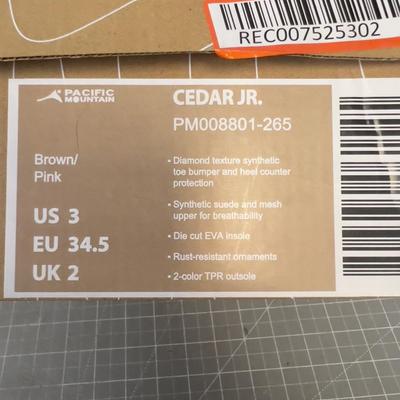 REC007525302
PACIFIC
MOUNTAIN
CEDAR JR.
PM008801-265
Brown/
Pink
US 3
EU 34.5
UK 2
• Diamond texture synthetic
toe bumper and heel counter
protection
• Synthetic suede and mesh
upper for breathability
• Die cut EVA insole
• Rust-resistant ornaments
• 2-color TPR outsole